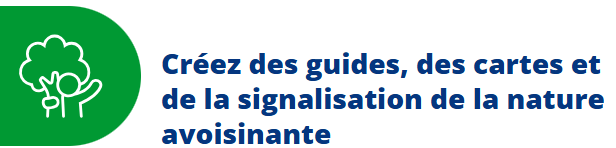 Créez des guides, des cartes et
de la signalisation de la nature
avoisinante